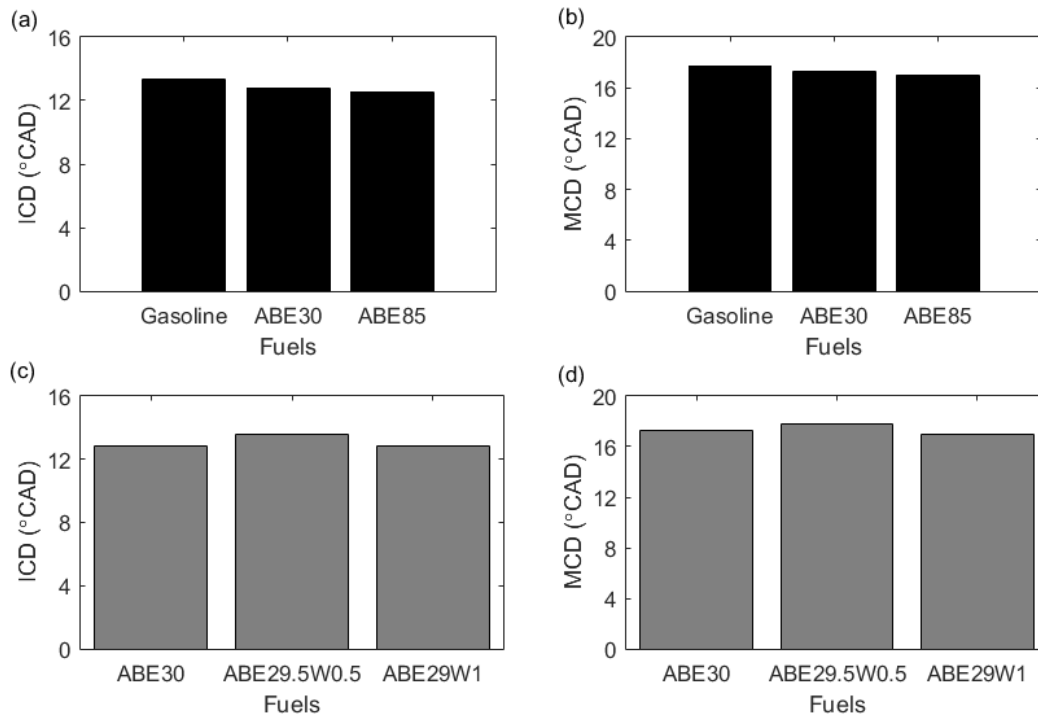 (a)
16
12
8
4
0
ICD (°CAD)
Gasoline ABE30 ABE85
Fuels
(b)
20
16
12
8
4
0
MCD (°CAD)
Gasoline ABE30 ABE85
Fuels
(c)
16
12
8
4
0
ICD (°CAD)
ABE30 ABE29.5W0.5 ABE29W1
Fuels
(d)
20
16
12
8
4
0
MCD (°CAD)
ABE30 ABE29.5W0.5 ABE29W1
Fuels